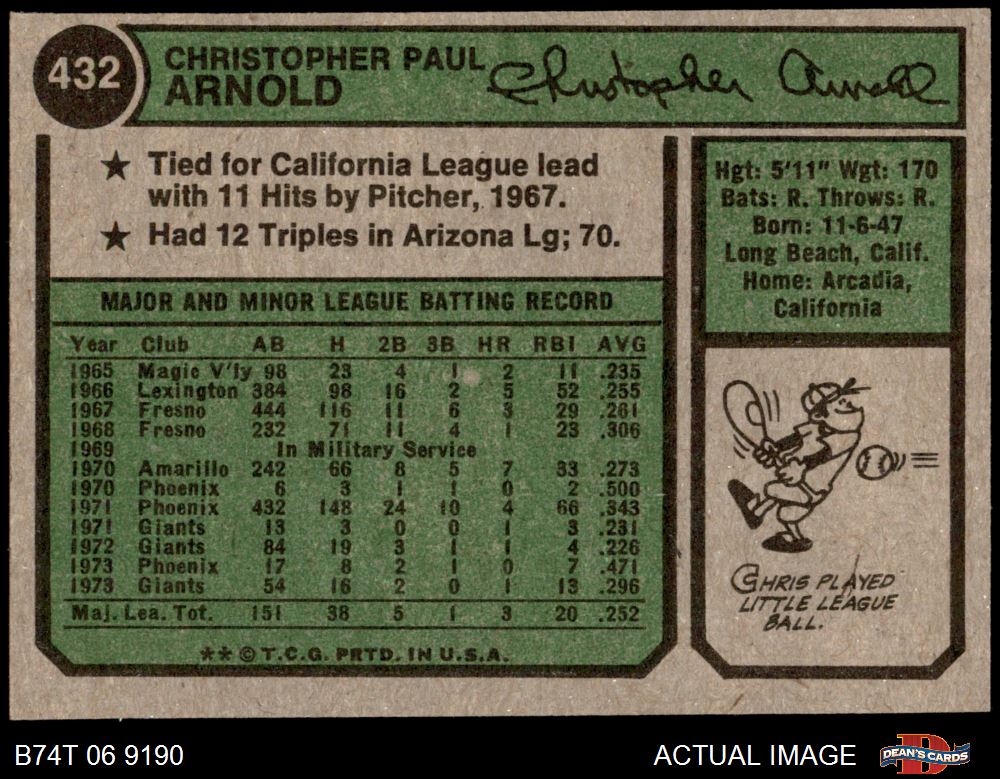 432
CHRISTOPHER PAUL
ARNOLD
Christopher Arnold
★ Tied for California League lead
with 11 Hits by Pitcher, 1967.
★ Had 12 Triples in Arizona Lg; 70.
Hgt: 5'11" Wgt: 170
Bats: R. Throws: R.
Born: 11-6-47
Long Beach, Calif.
Home: Arcadia,
California
MAJOR AND MINOR LEAGUE BATTING RECORD
Year Club AB H 2B 3B HR RBI AVG
1965 Magic V'ly 98 23 4 1 2 11 .235
1966 Lexington 384 98 16 2 5 52 .255
1967 Fresno 444 116 11 6 3 29 .261
1968 Fresno 232 71 11 4 1 23 .306
1969 In Military Service
1970 Amarillo 242 66 8 5 7 33 .273
1970 Phoenix 6 3 1 1 0 2 .500
1971 Phoenix 432 148 24 10 4 66 .343
1971 Giants 13 3 0 0 1 3 .231
1972 Giants 84 19 3 1 1 4 .226
1973 Phoenix 17 8 2 1 0 7 .471
1973 Giants 54 16 2 0 1 13 .296
Maj. Lea. Tot. 151 38 5 1 3 20 .252
** © T.C.G. PRTD. IN U.S.A.
CHRIS PLAYED
LITTLE LEAGUE
BALL.
B74T 06 9190
ACTUAL IMAGE
D
DEAN'S CARDS